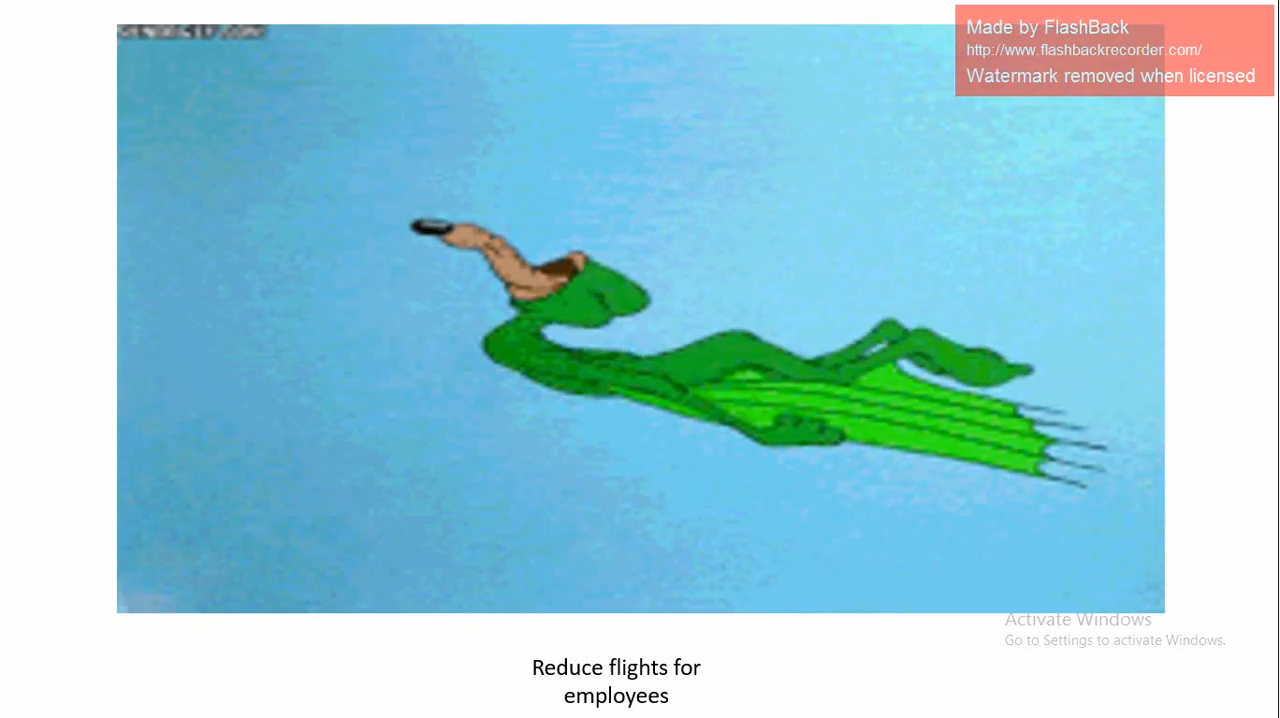 Made by FlashBack
http://www.flashbackrecorder.com/
Watermark removed when licensed
Activate Windows
Go to Settings to activate Windows.
Reduce flights for
employees